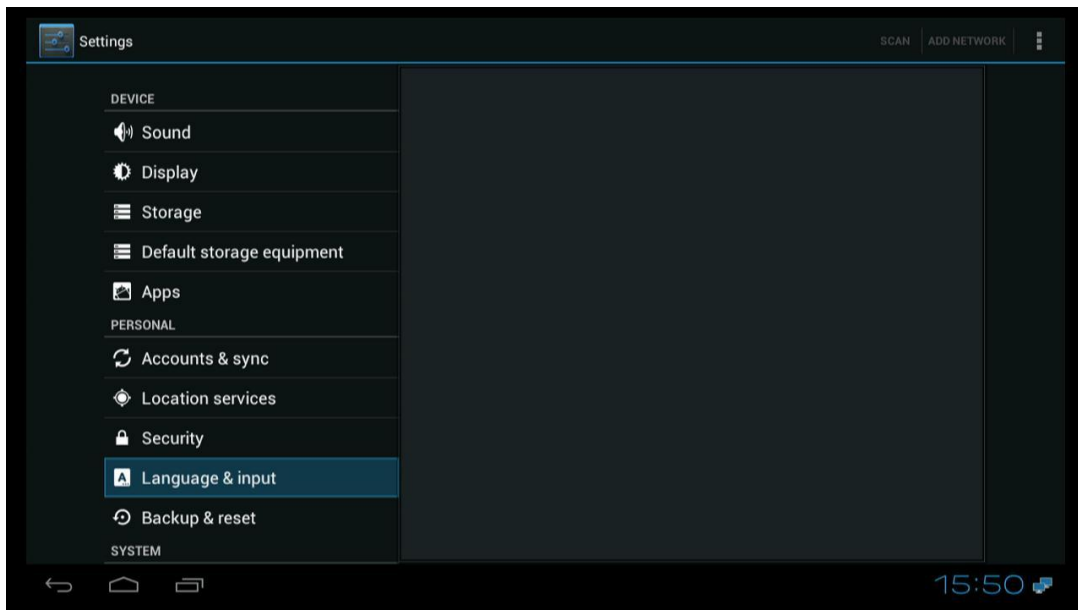 Settings
SCAN ADD NETWORK
DEVICE
Sound
Display
Storage
Default storage equipment
Apps
PERSONAL
Accounts & sync
Location services
Security
A Language & input
Backup & reset
SYSTEM
15:50